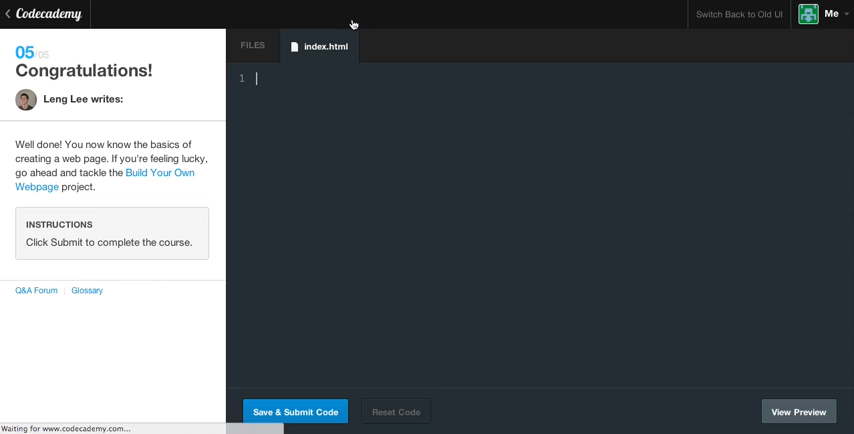 Codecademy
Switch Back to Old UI
Me
05/05
Congratulations!
Leng Lee writes:
Well done! You now know the basics of
creating a web page. If you're feeling lucky,
go ahead and tackle the Build Your Own
Webpage project.
INSTRUCTIONS
Click Submit to complete the course.
Q&A Forum
Glossary
FILES
index.html
1
Save & Submit Code
Reset Code
View Preview
Waiting for www.codecademy.com...